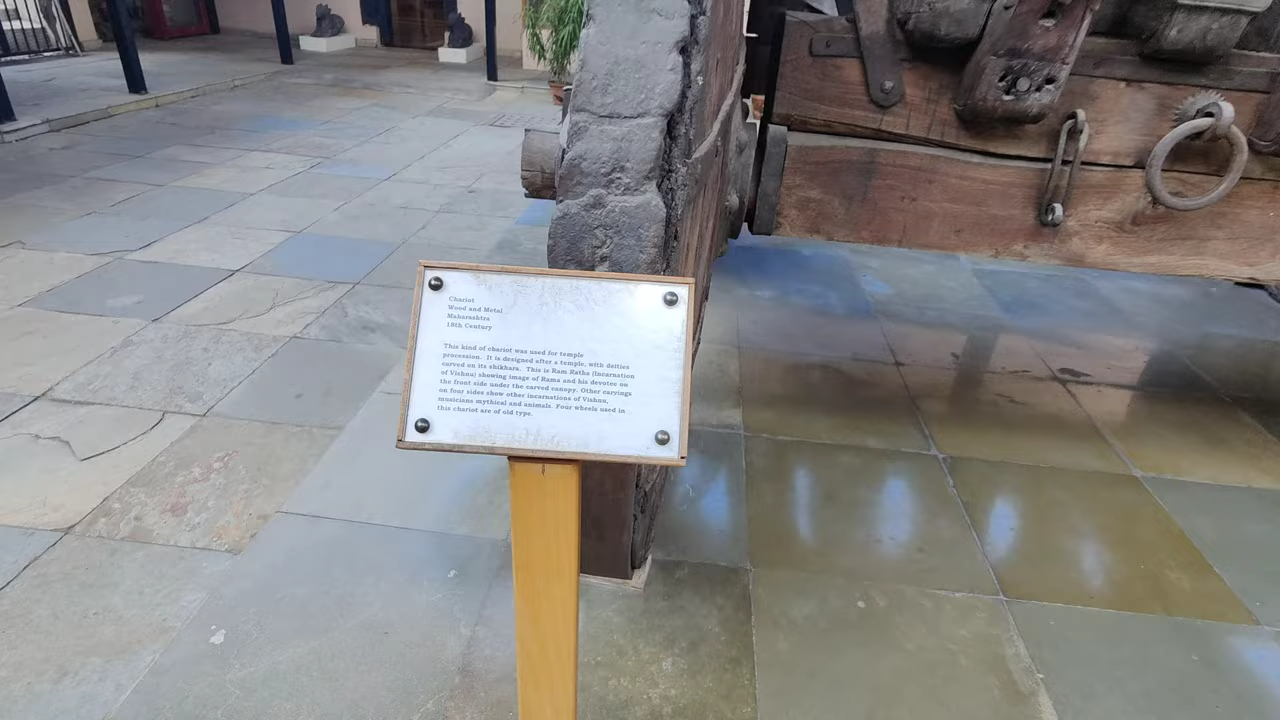 Chariot
Wood and Metal
Maharashtra
18th Century
This kind of chariot was used for temple
procession. It is designed after a temple, with deities
carved on its shikhara. This is Ram Ratha (Incarnation
of Vishnu) showing image of Rama and his devotee on
the front side under the carved canopy. Other carvings
on four sides show other incarnations of Vishnu,
musicians mythical and animals. Four wheels used in
this chariot are of old type.